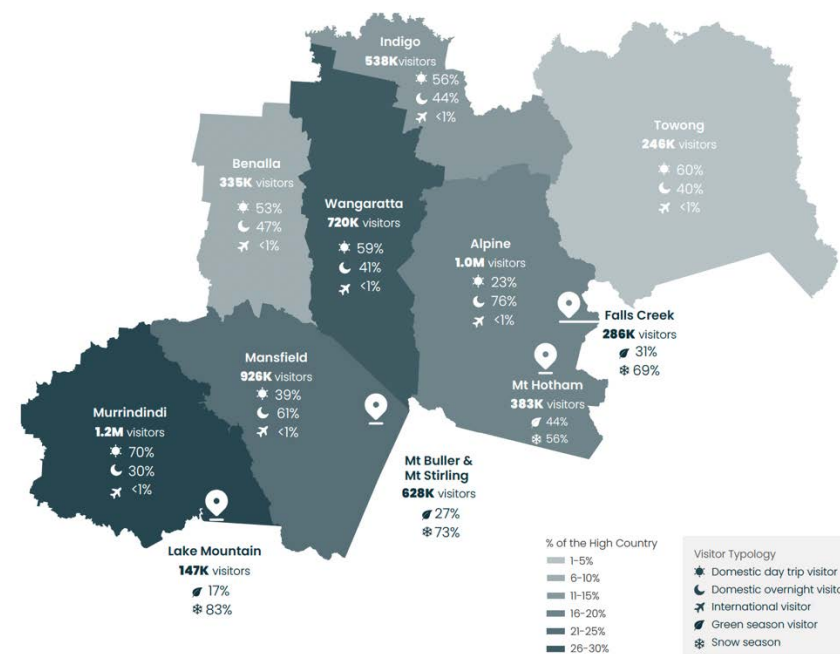 Indigo
538K visitors
56%
44%
<1%
Towong
246K visitors
60%
40%
<1%
Benalla
335K visitors
53%
47%
<1%
Wangaratta
720K visitors
59%
41%
<1%
Alpine
1.0M visitors
23%
76%
<1%
Falls Creek
286K visitors
31%
69%
Mansfield
926K visitors
39%
61%
<1%
Mt Hotham
383K visitors
44%
56%
Murrindindi
1.2M visitors
70%
30%
<1%
Mt Buller &
Mt Stirling
628K visitors
27%
73%
Lake Mountain
147K visitors
17%
83%
% of the High Country
1-5%
6-10%
11-15%
16-20%
21-25%
26-30%
Visitor Typology
Domestic day trip visitor
Domestic overnight visito
International visitor
Green season visitor
Snow season